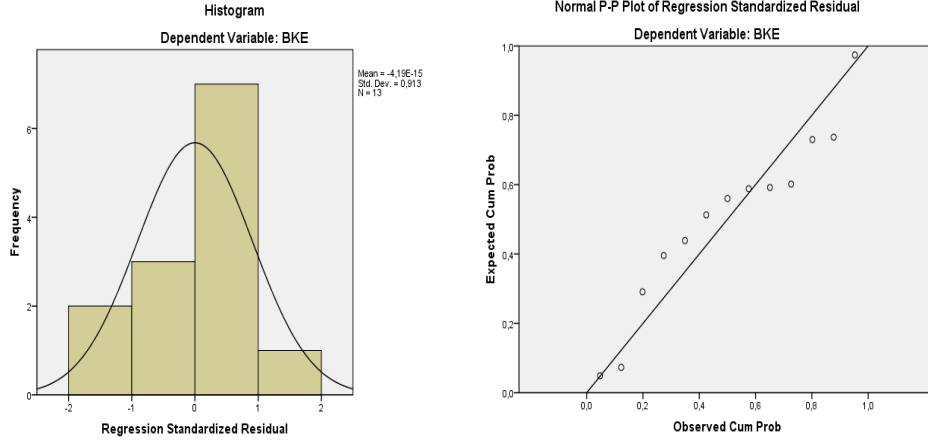 Histogram
Dependent Variable: BKE
Mean = -4,19E-15
Std. Dev. = 0,913
N = 13
Frequency
6
4
2
0
-2 -1 0 1 2
Regression Standardized Residual
Normal P-P Plot of Regression Standardized Residual
Dependent Variable: BKE
Expected Cum Prob
1,0
0,8
0,6
0,4
0,2
0,0
0,0 0,2 0,4 0,6 0,8 1,0
Observed Cum Prob